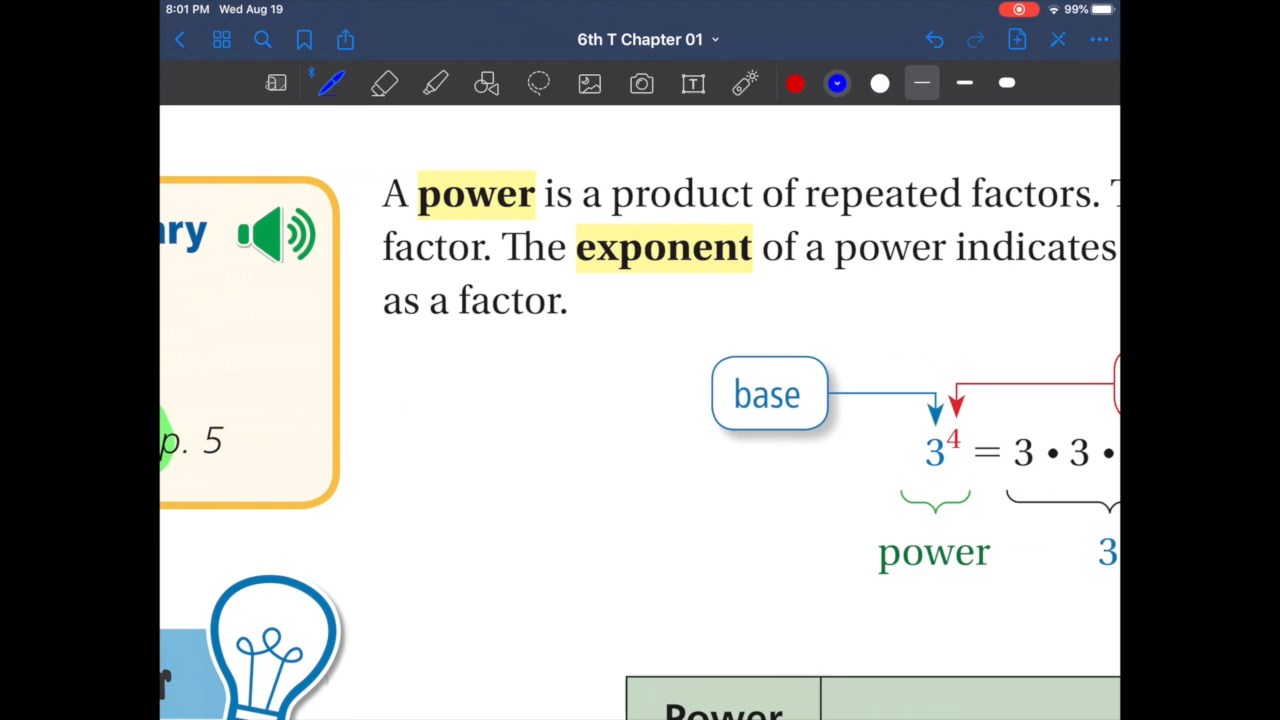 8:01 PM Wed Aug 19
99%
6th T Chapter 01
T
A power is a product of repeated factors.
factor. The exponent of a power indicates
as a factor.
p. 5
base
3⁴ = 3 • 3 •
power
3
Power